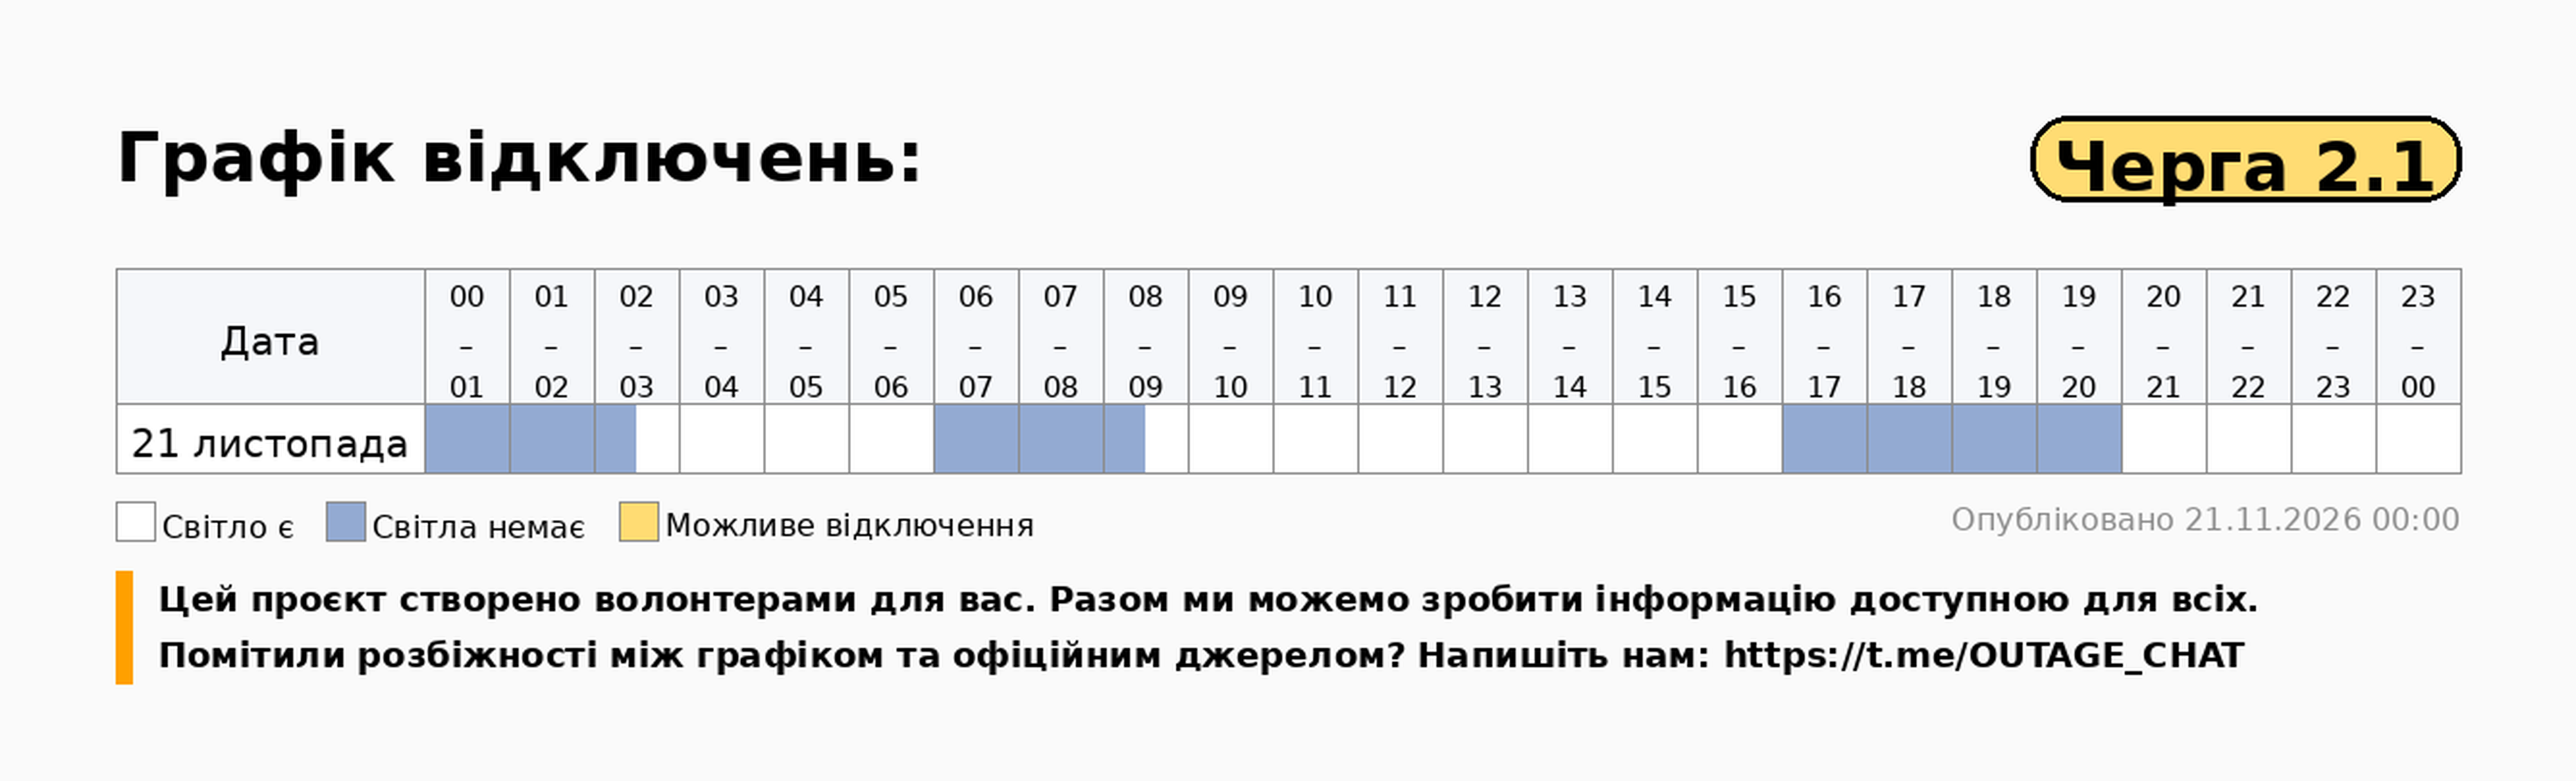 Графік відключень:
Черга 2.1
Дата
00 – 01
01 – 02
02 – 03
03 – 04
04 – 05
05 – 06
06 – 07
07 – 08
08 – 09
09 – 10
10 – 11
11 – 12
12 – 13
13 – 14
14 – 15
15 – 16
16 – 17
17 – 18
18 – 19
19 – 20
20 – 21
21 – 22
22 – 23
23 – 00
21 листопада
Світло є
Світла немає
Можливе відключення
Опубліковано 21.11.2026 00:00
Цей проєкт створено волонтерами для вас. Разом ми можемо зробити інформацію доступною для всіх.
Помітили розбіжності між графіком та офіційним джерелом? Напишіть нам: https://t.me/OUTAGE_CHAT